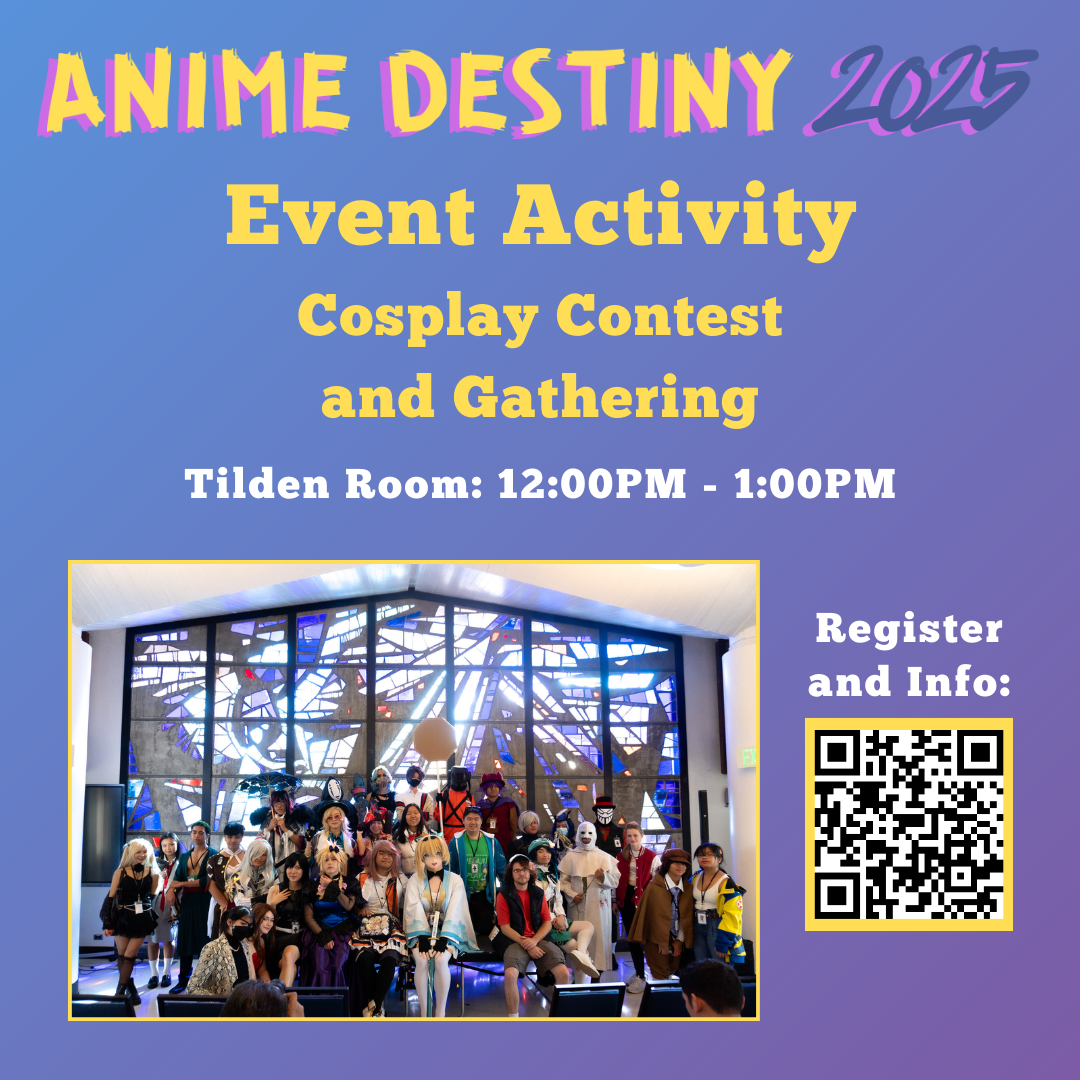 ANIME DESTINY 2025
Event Activity
Cosplay Contest
and Gathering
Tilden Room: 12:00PM - 1:00PM
Register
and Info: